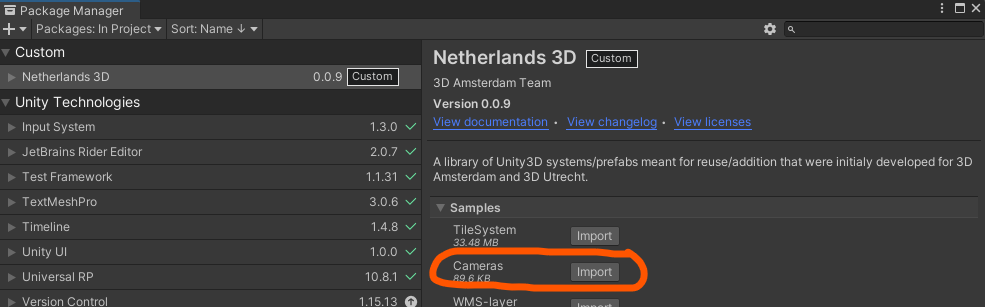 Package Manager
Packages: In Project
Sort: Name ↓
Custom
Netherlands 3D 0.0.9 Custom
Unity Technologies
Input System 1.3.0
JetBrains Rider Editor 2.0.7
Test Framework 1.1.31
TextMeshPro 3.0.6
Timeline 1.4.8
Unity UI 1.0.0
Universal RP 10.8.1
Version Control 1.15.13
Netherlands 3D Custom
3D Amsterdam Team
Version 0.0.9
View documentation • View changelog • View licenses
A library of Unity3D systems/prefabs meant for reuse/addition that were initialy developed for 3D
Amsterdam and 3D Utrecht.
Samples
TileSystem Import
33.48 MB
Cameras Import
89.6 KB
WMS-layer